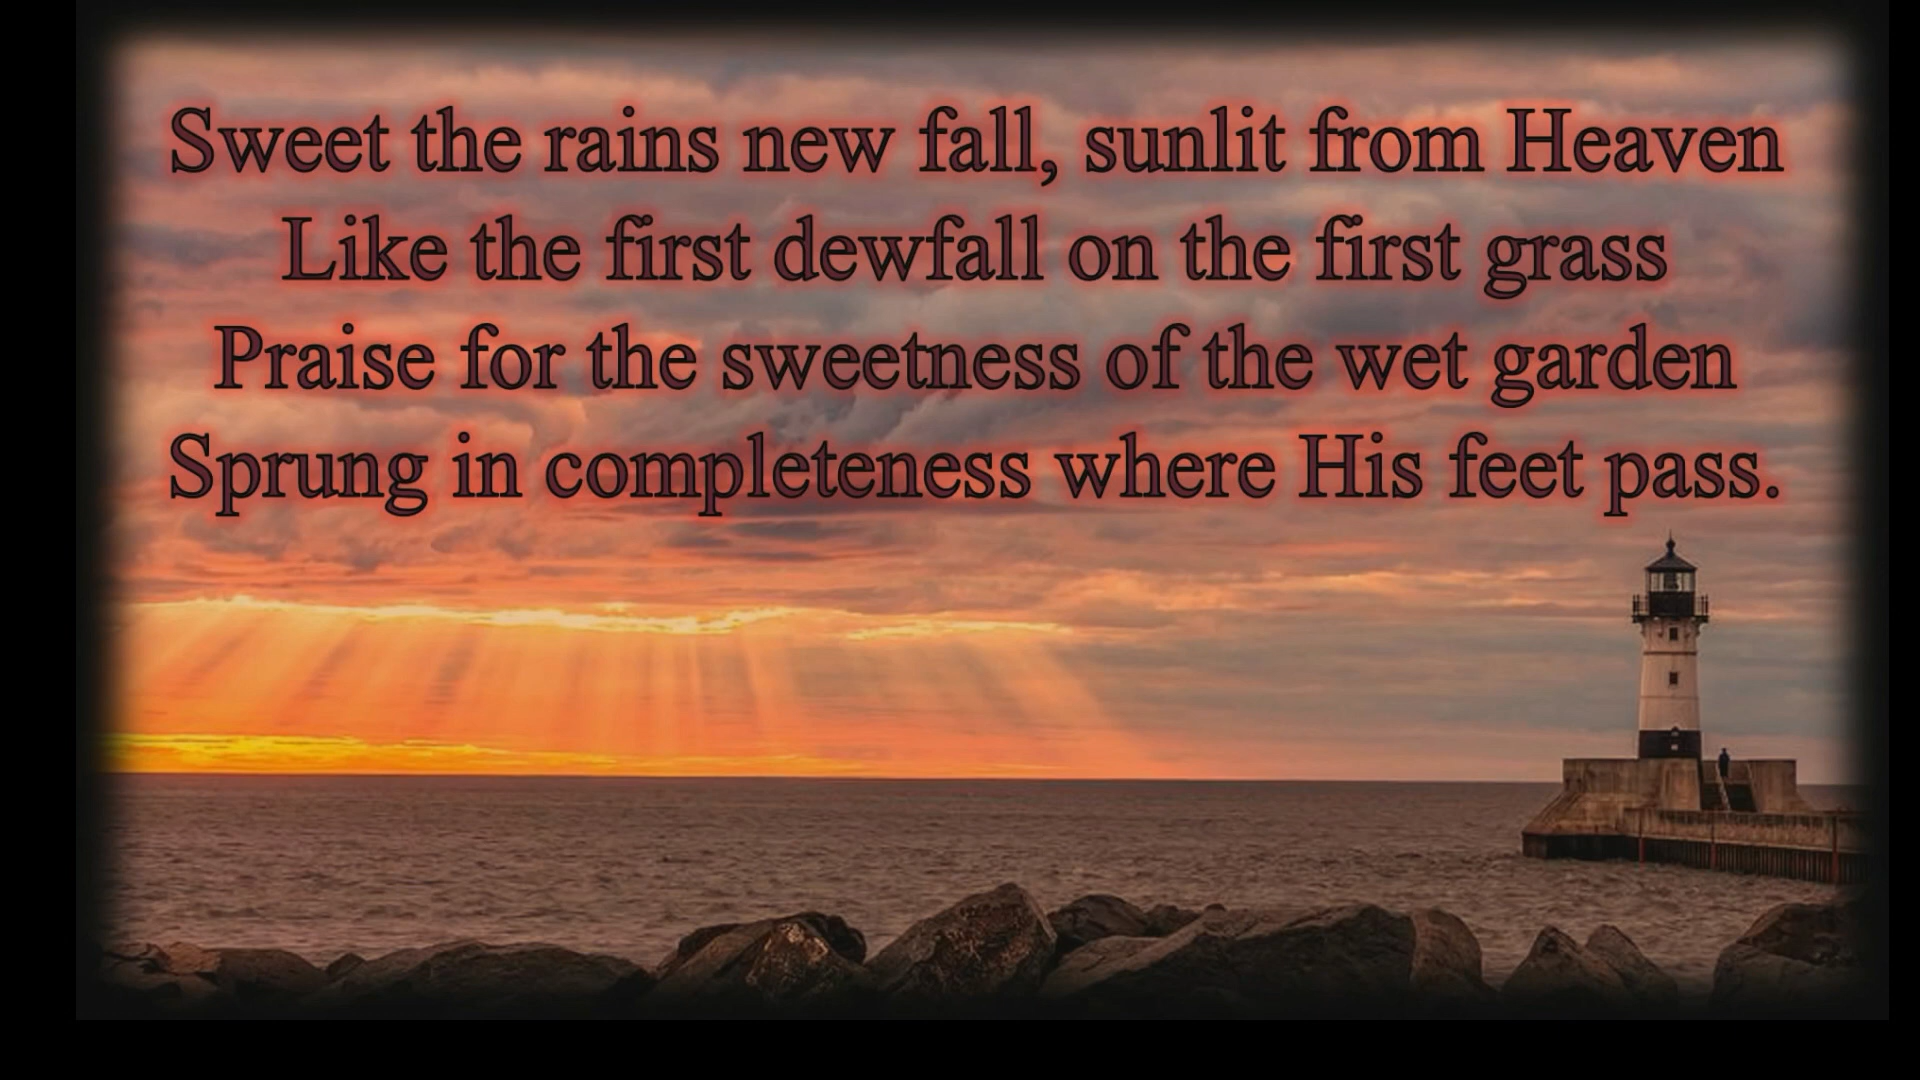 Sweet the rains new fall, sunlit from Heaven
Like the first dewfall on the first grass
Praise for the sweetness of the wet garden
Sprung in completeness where His feet pass.